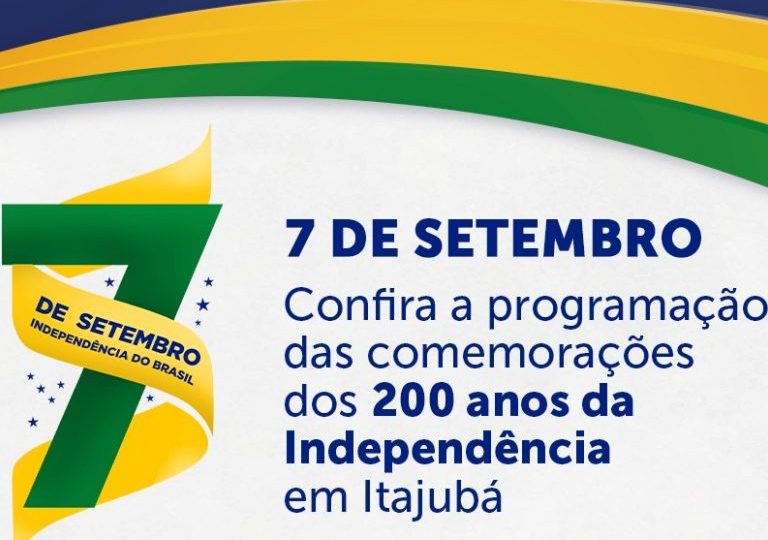 7 DE SETEMBRO
Confira a programação
das comemorações
dos 200 anos da
Independência
em Itajubá
7
DE SETEMBRO
INDEPENDÊNCIA DO BRASIL